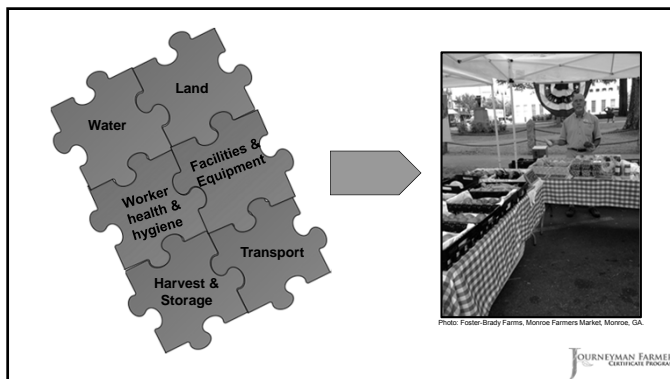 Land
Water
Facilities &
Equipment
Worker
health &
hygiene
Transport
Harvest &
Storage
Photo: Foster-Brady Farms, Monroe Farmers Market, Monroe, GA.
JOURNEYMAN FARMER
CERTIFICATE PROGRAM